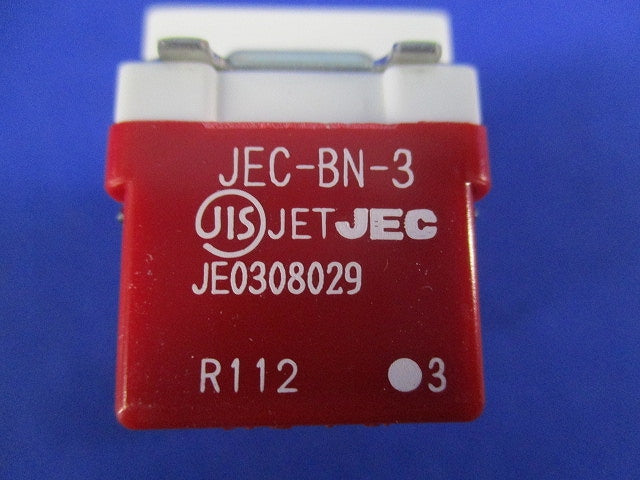 JEC-BN-3
JIS JET JEC
JE0308029
R112 ●3